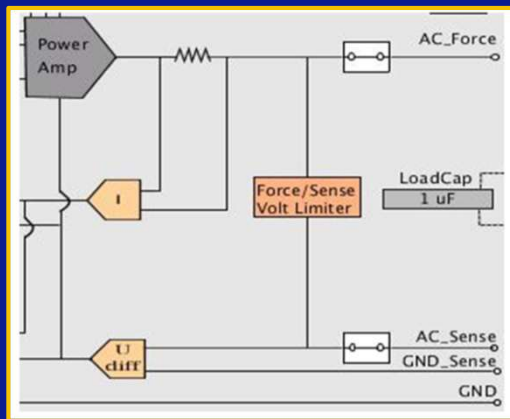 Power
Amp
AC_Force
I
Force/Sense
Volt Limiter
LoadCap
1 uF
U
diff
AC_Sense
GND_Sense
GND